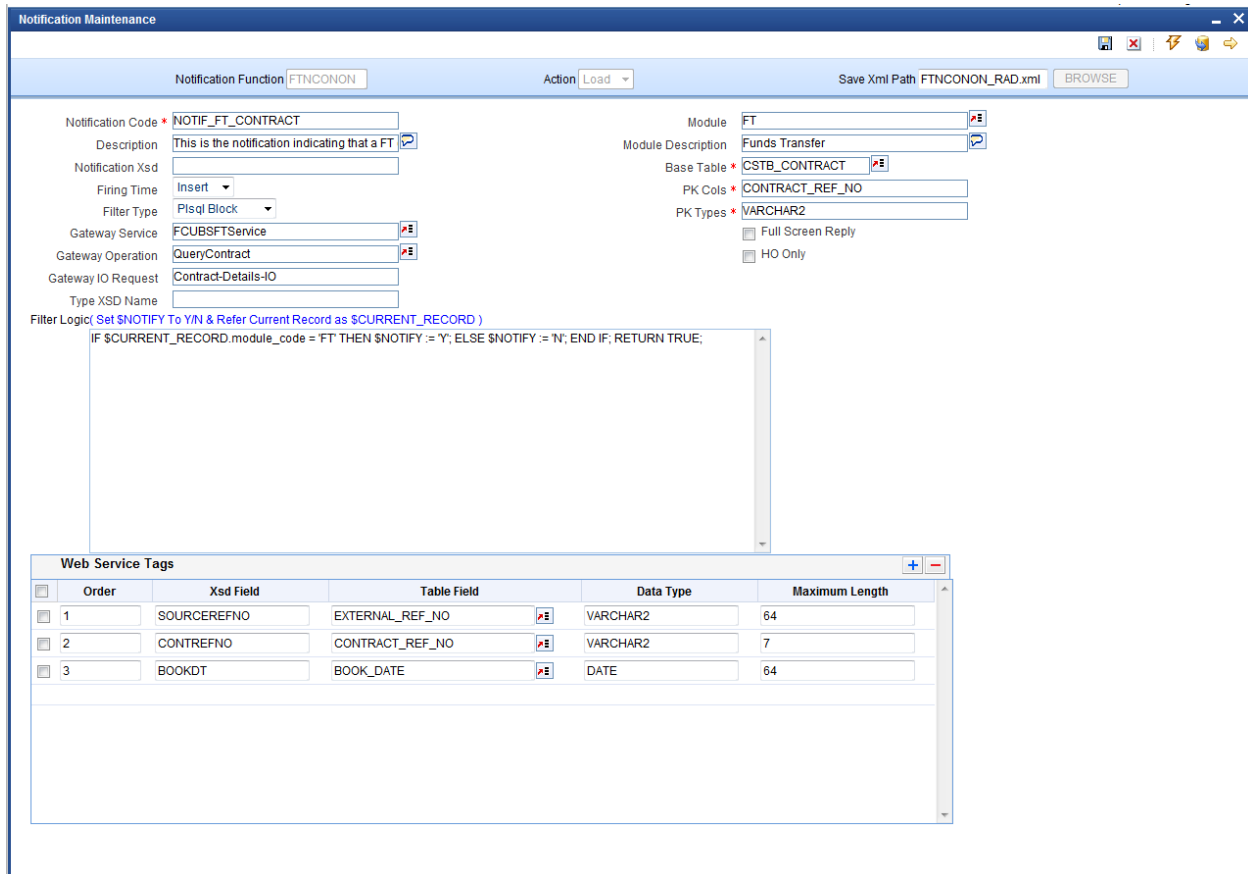 Notification Maintenance
Notification Function FTNCONON Action Load Save Xml Path FTNCONON_RAD.xml BROWSE
Notification Code * NOTIF_FT_CONTRACT Module FT
Description This is the notification indicating that a FT Module Description Funds Transfer
Notification Xsd Base Table * CSTB_CONTRACT
Firing Time Insert PK Cols * CONTRACT_REF_NO
Filter Type Plsql Block PK Types * VARCHAR2
Gateway Service FCUBSFTService Full Screen Reply
Gateway Operation QueryContract HO Only
Gateway IO Request Contract-Details-IO
Type XSD Name
Filter Logic( Set $NOTIFY To Y/N & Refer Current Record as $CURRENT_RECORD )
IF $CURRENT_RECORD.module_code = 'FT' THEN $NOTIFY := 'Y'; ELSE $NOTIFY := 'N'; END IF; RETURN TRUE;
Web Service Tags
Order Xsd Field Table Field Data Type Maximum Length
1 SOURCEREFNO EXTERNAL_REF_NO VARCHAR2 64
2 CONTREFNO CONTRACT_REF_NO VARCHAR2 7
3 BOOKDT BOOK_DATE DATE 64